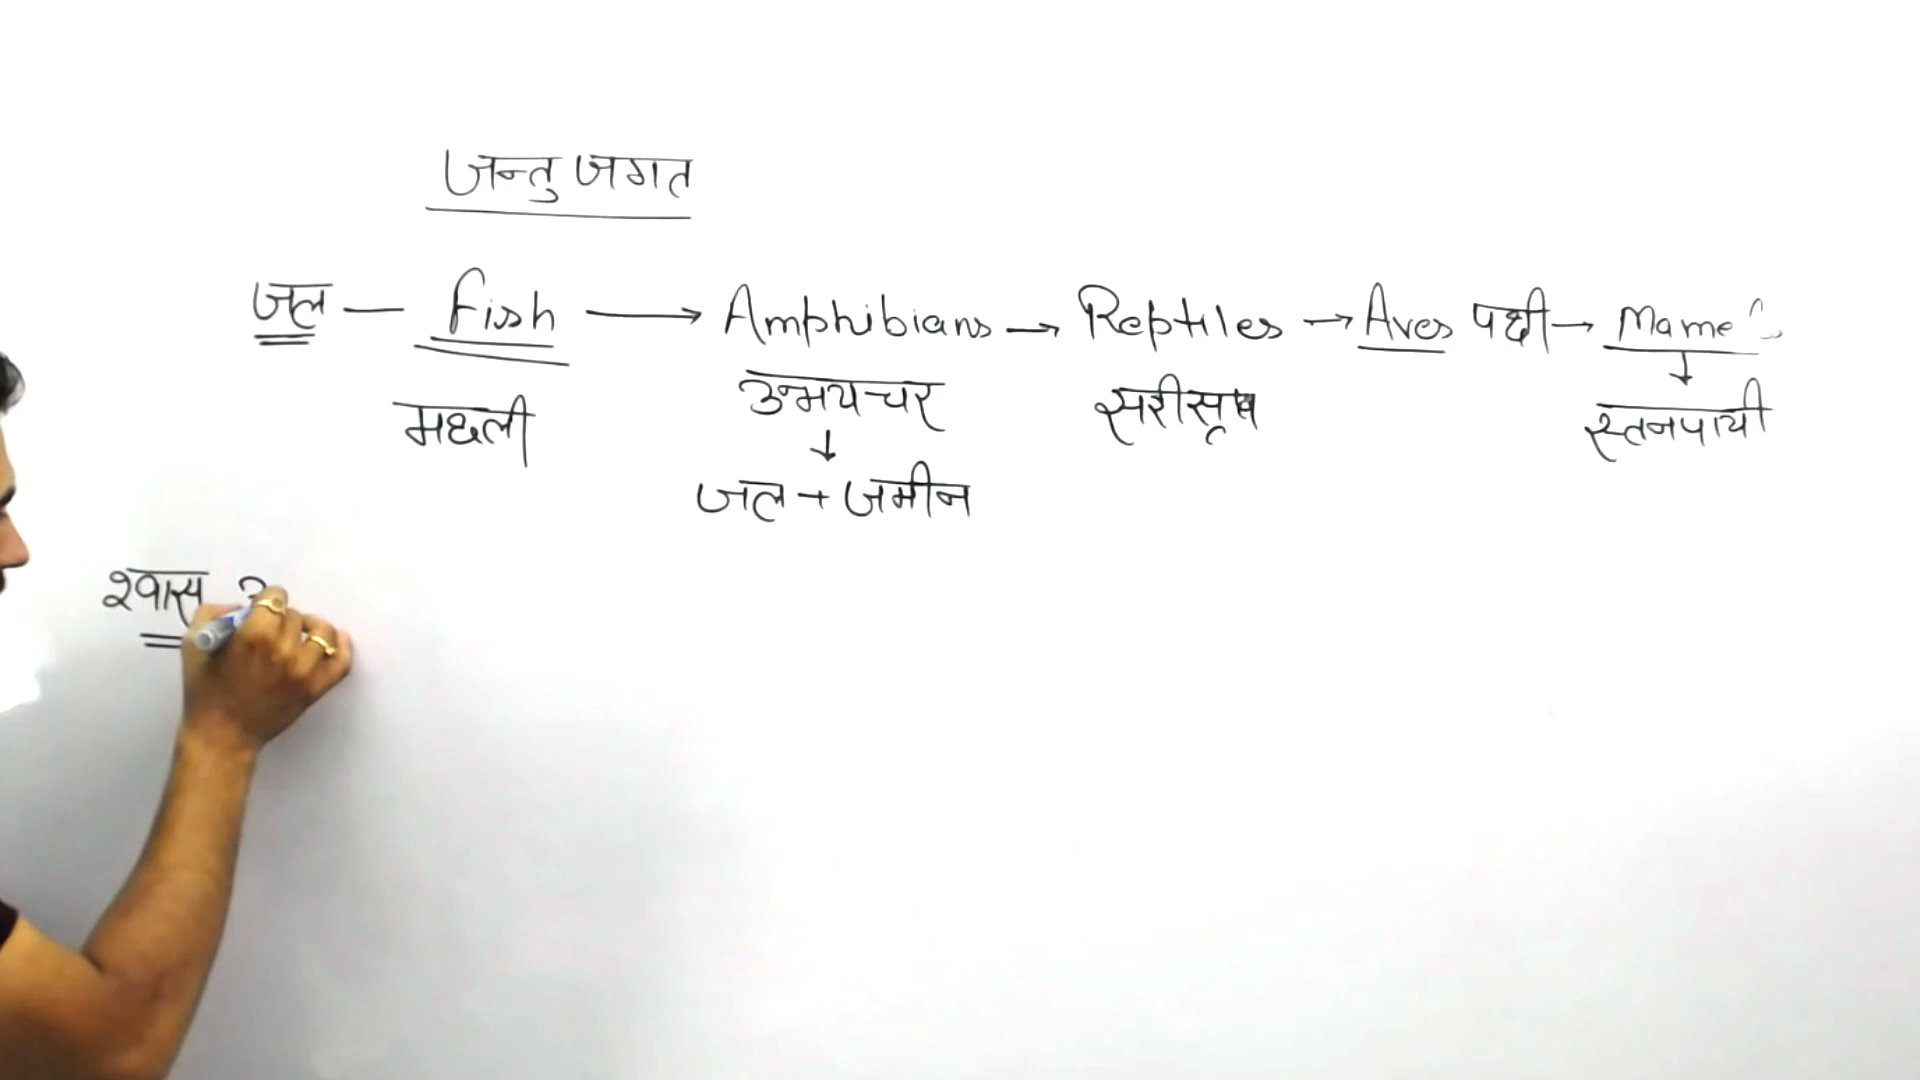 जन्तु जगत
जल — Fish → Amphibians → Reptiles → Aves पक्षी → Mame
मछली उभयचर सरीसृप ↓ स्तनपायी
↓
जल + जमीन
श्वास